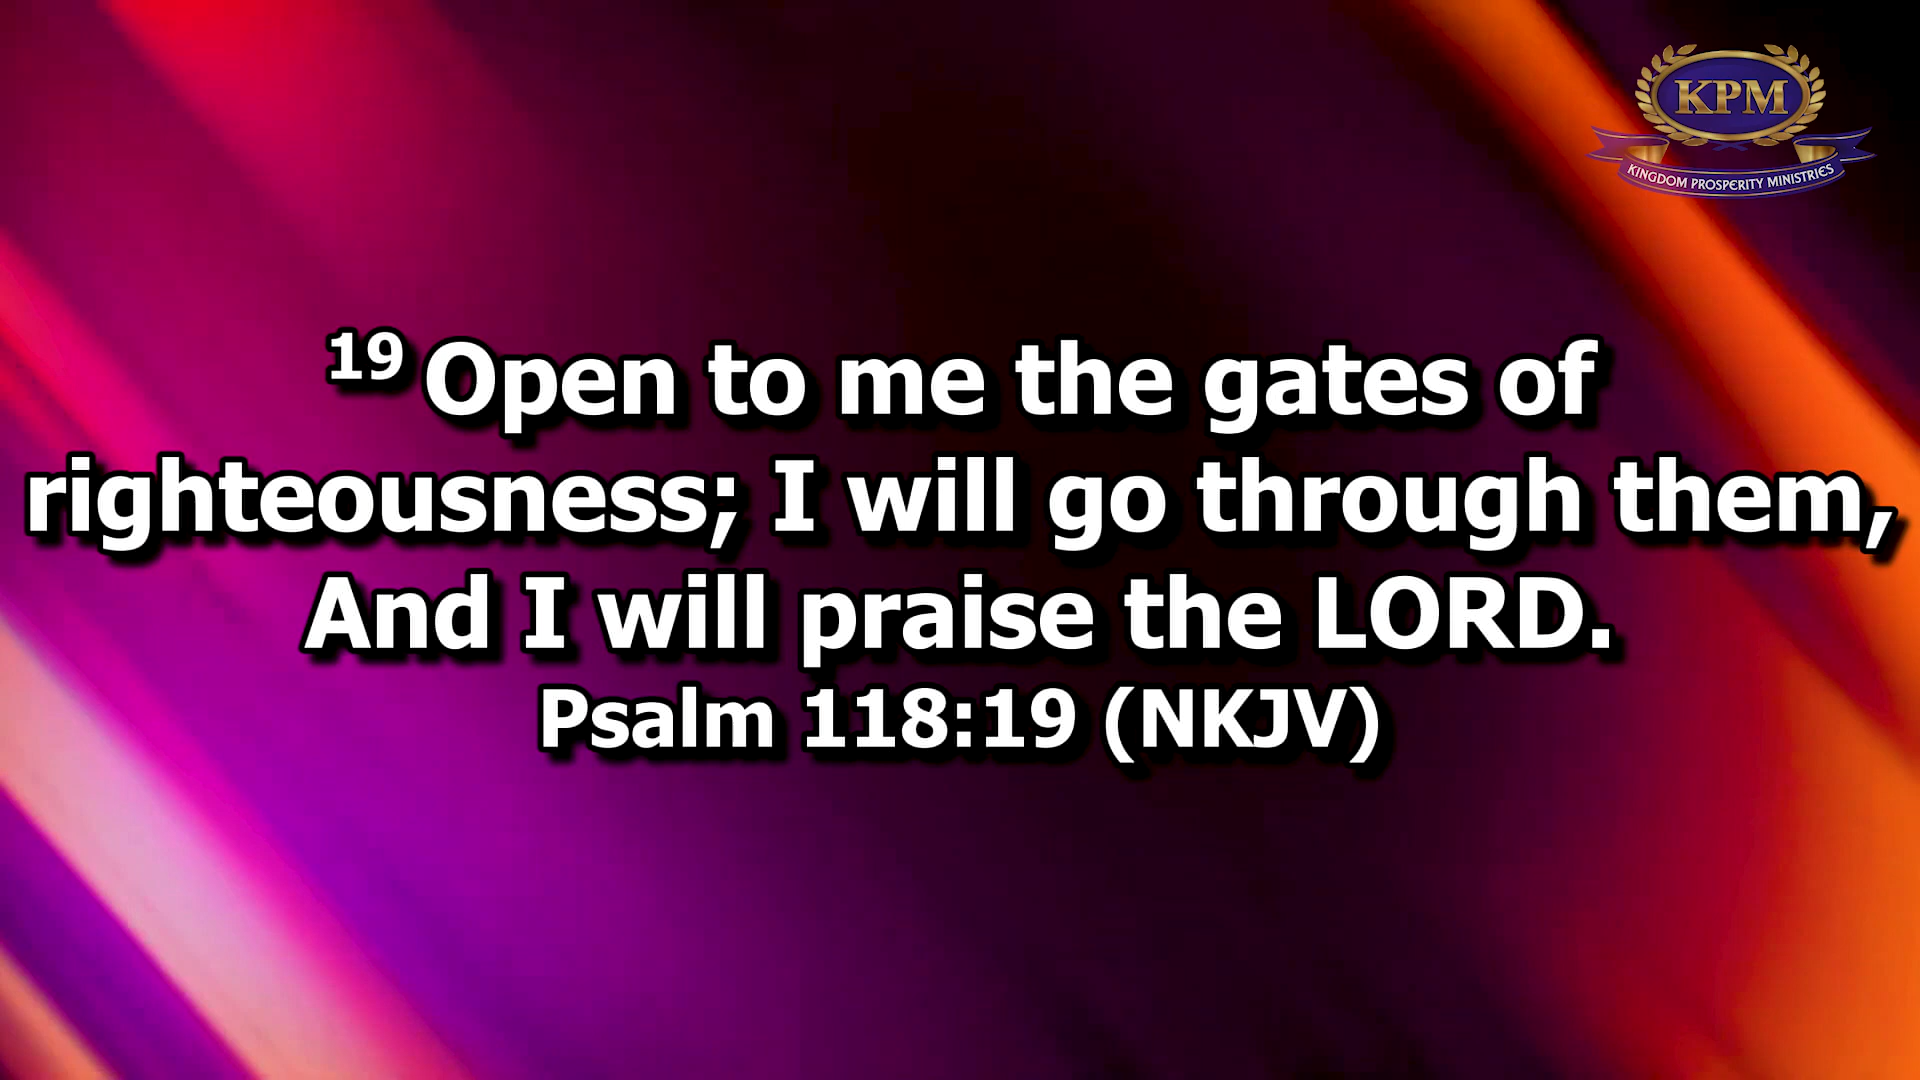 KPM
KINGDOM PROSPERITY MINISTRIES
19 Open to me the gates of
righteousness; I will go through them,
And I will praise the LORD.
Psalm 118:19 (NKJV)